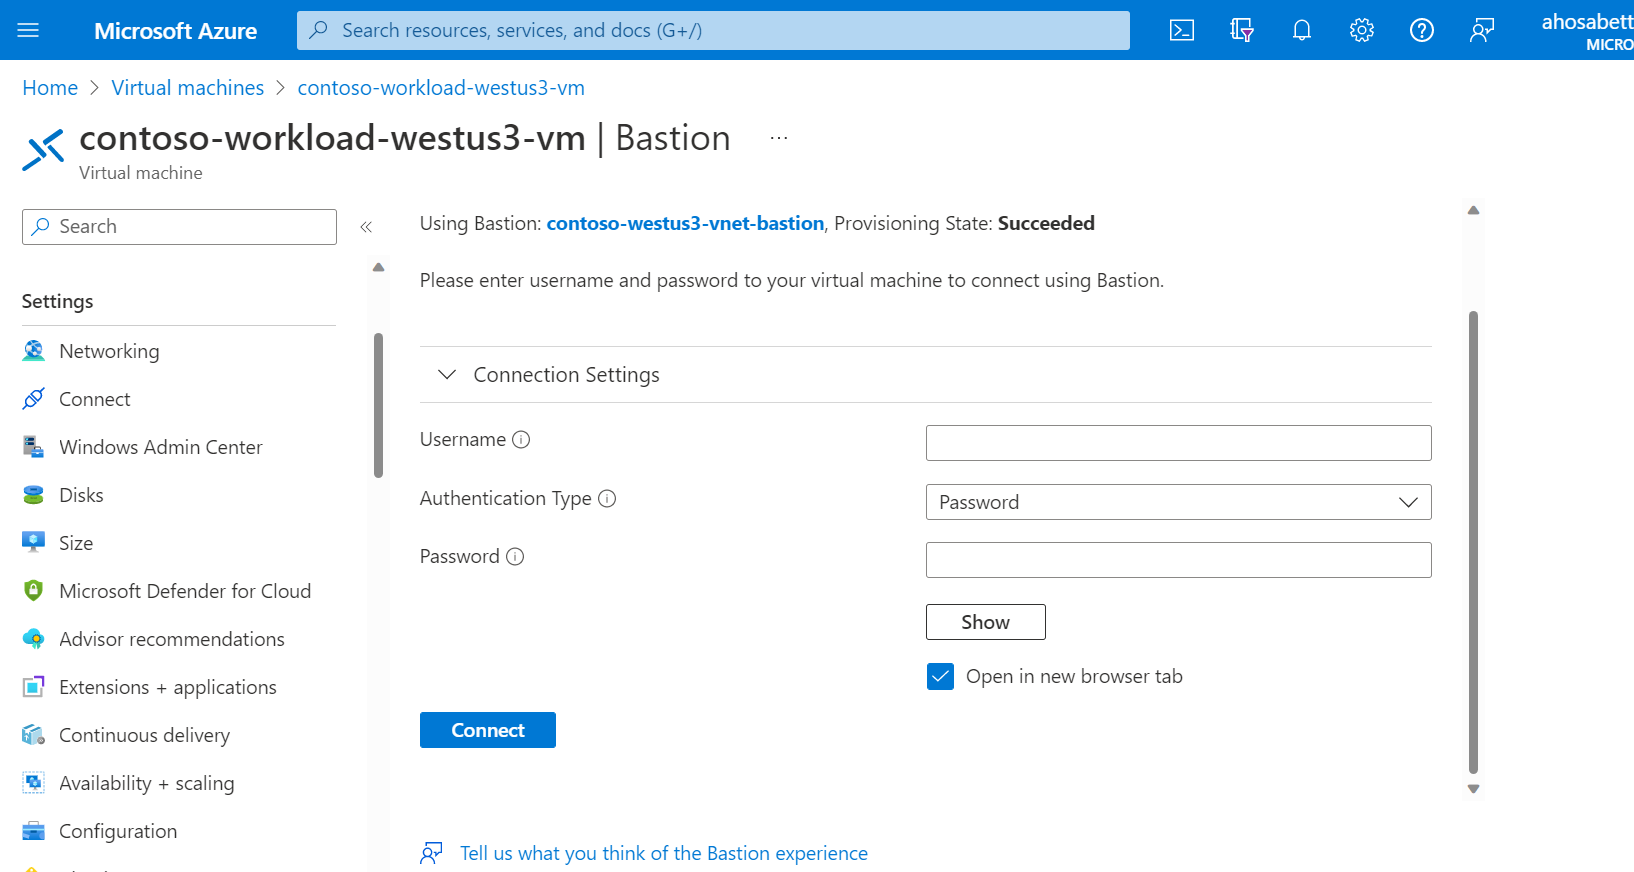 Microsoft Azure
Search resources, services, and docs (G+/)
ahosabett
MICRO
Home > Virtual machines > contoso-workload-westus3-vm
contoso-workload-westus3-vm | Bastion ...
Virtual machine
Search
«
Settings
Networking
Connect
Windows Admin Center
Disks
Size
Microsoft Defender for Cloud
Advisor recommendations
Extensions + applications
Continuous delivery
Availability + scaling
Configuration
Using Bastion: contoso-westus3-vnet-bastion, Provisioning State: Succeeded
Please enter username and password to your virtual machine to connect using Bastion.
Connection Settings
Username
Authentication Type
Password
Password
Show
Open in new browser tab
Connect
Tell us what you think of the Bastion experience